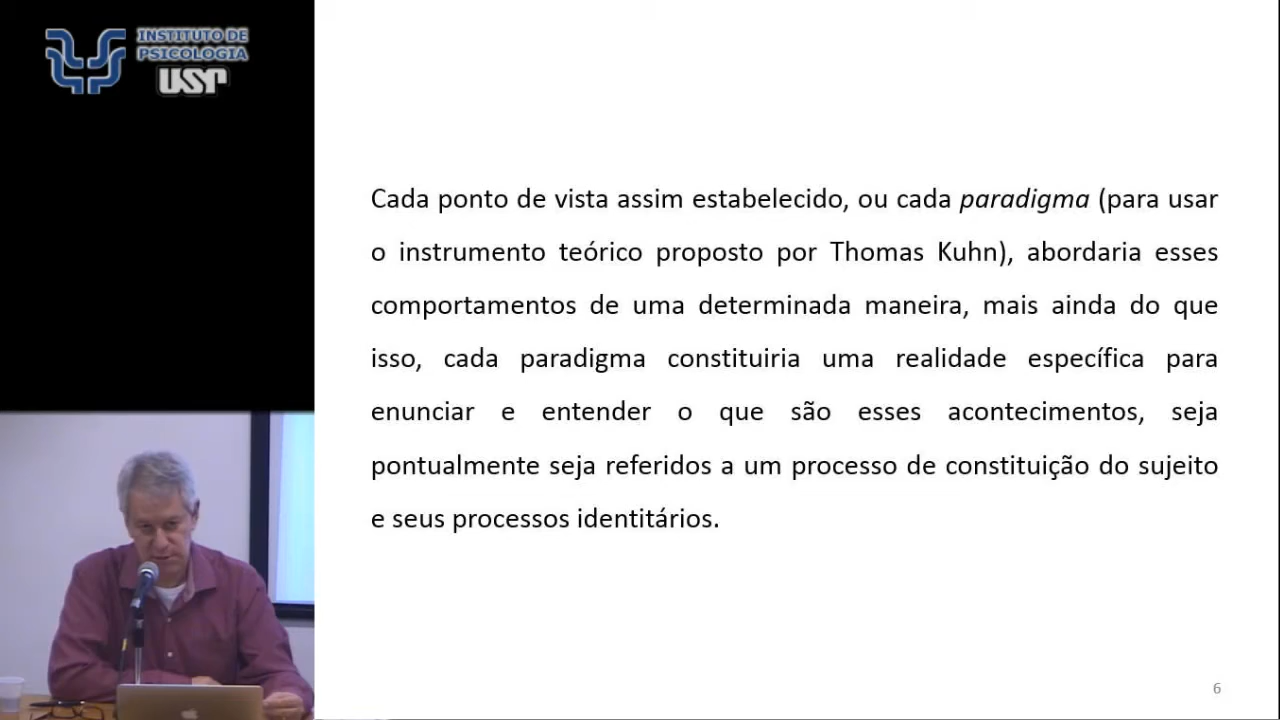 INSTITUTO DE
PSICOLOGIA
USP
Cada ponto de vista assim estabelecido, ou cada paradigma (para usar
o instrumento teórico proposto por Thomas Kuhn), abordaria esses
comportamentos de uma determinada maneira, mais ainda do que
isso, cada paradigma constituiria uma realidade específica para
enunciar e entender o que são esses acontecimentos, seja
pontualmente seja referidos a um processo de constituição do sujeito
e seus processos identitários.
6